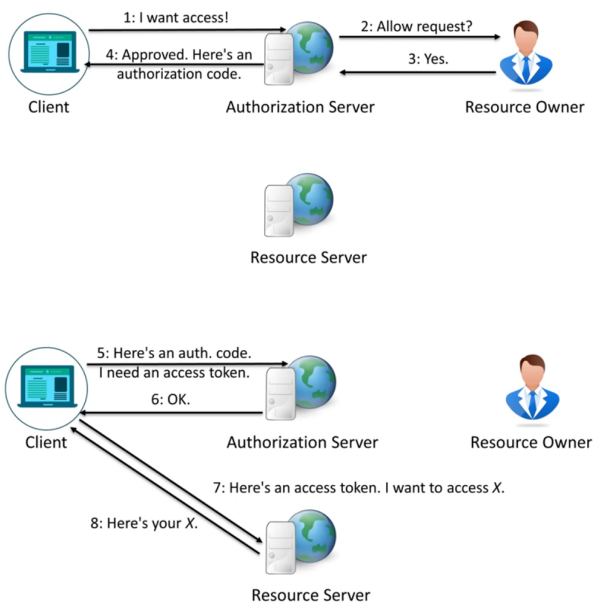 1: I want access!
2: Allow request?
4: Approved. Here's an
authorization code.
3: Yes.
Client
Authorization Server
Resource Owner
Resource Server
5: Here's an auth. code.
I need an access token.
6: OK.
Client
Authorization Server
Resource Owner
7: Here's an access token. I want to access X.
8: Here's your X.
Resource Server